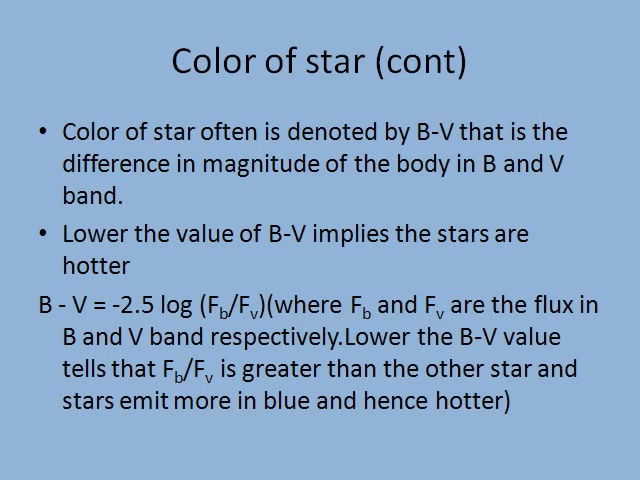 Color of star (cont)
• Color of star often is denoted by B-V that is the
difference in magnitude of the body in B and V
band.
• Lower the value of B-V implies the stars are
hotter
B - V = -2.5 log (Fb/Fv)(where Fb and Fv are the flux in
B and V band respectively.Lower the B-V value
tells that Fb/Fv is greater than the other star and
stars emit more in blue and hence hotter)